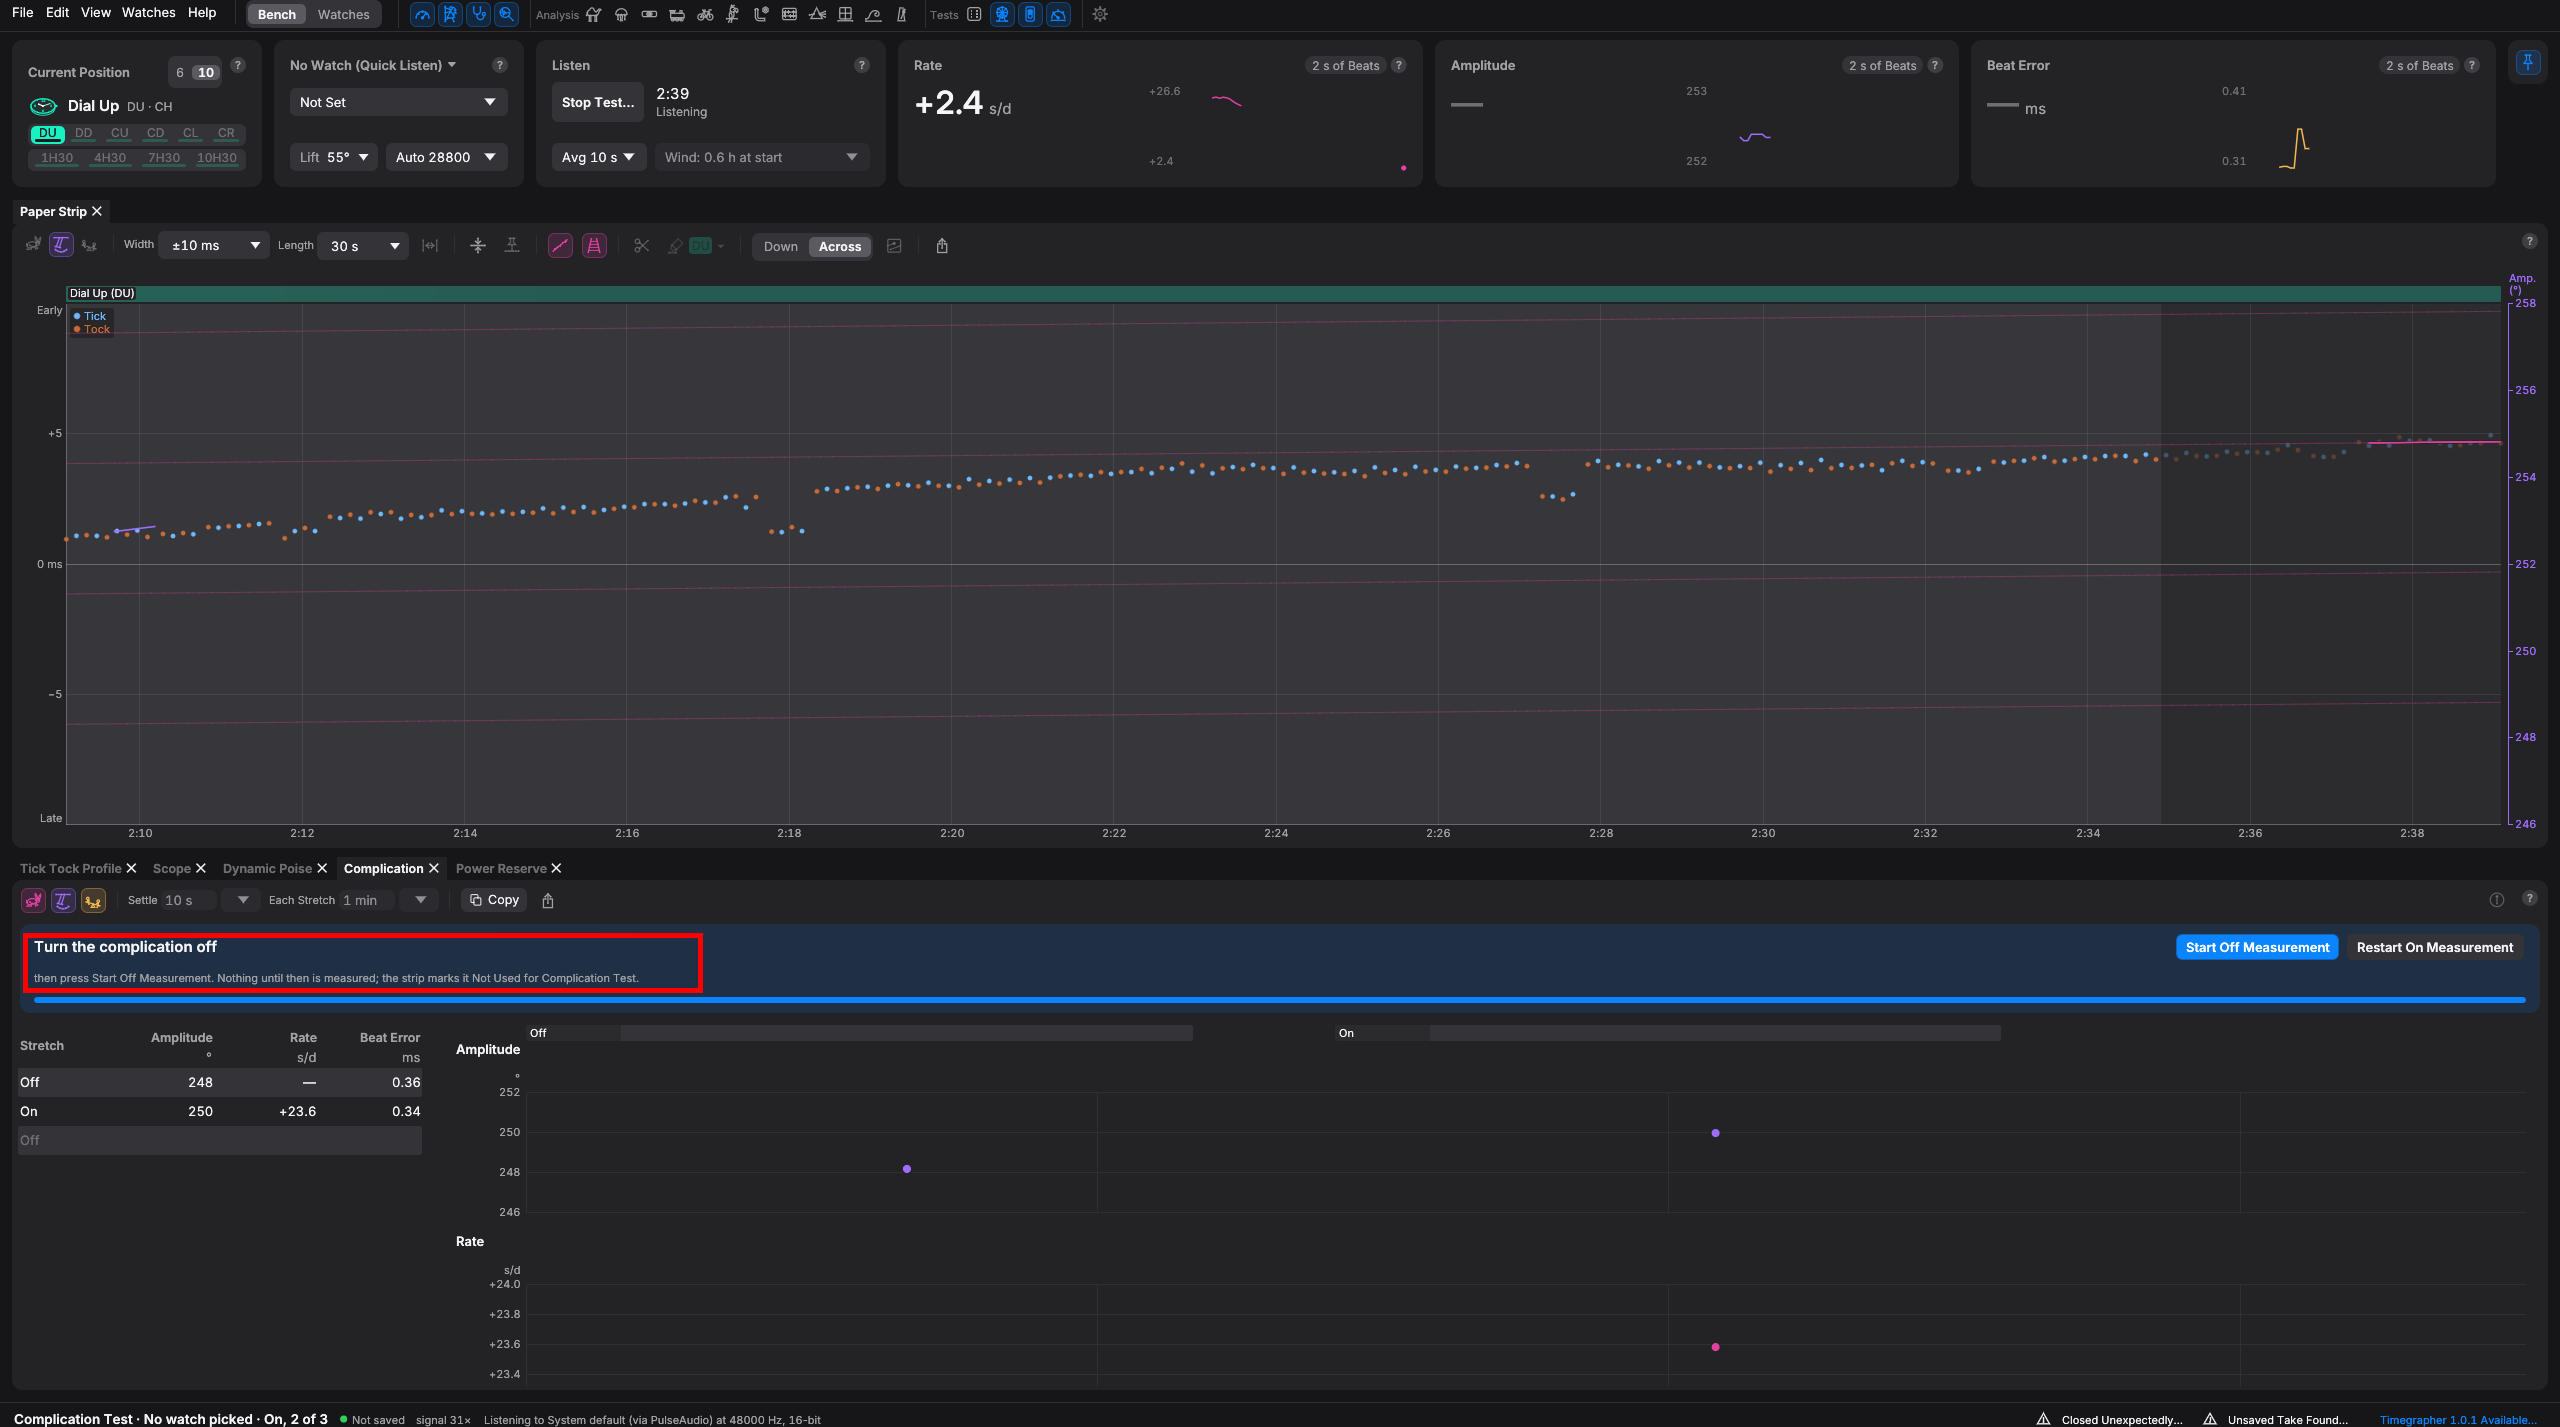 File Edit View Watches Help Bench Watches Analysis Tests
Current Position 6 10 ?
Dial Up DU · CH
DU DD CU CD CL CR
1H30 4H30 7H30 10H30
No Watch (Quick Listen) ?
Not Set
Lift 55° Auto 28800
Listen ?
Stop Test... 2:39
Listening
Avg 10 s Wind: 0.6 h at start
Rate 2 s of Beats ?
+2.4 s/d
+26.6
+2.4
Amplitude 2 s of Beats ?
253
252
Beat Error 2 s of Beats ?
ms
0.41
0.31
Paper Strip
Width ±10 ms Length 30 s DU Down Across ?
Amp.
(°)
Dial Up (DU)
Early
Tick
Tock
+5
0 ms
−5
Late
258
256
254
252
250
248
246
2:10 2:12 2:14 2:16 2:18 2:20 2:22 2:24 2:26 2:28 2:30 2:32 2:34 2:36 2:38
Tick Tock Profile Scope Dynamic Poise Complication Power Reserve
Settle 10 s Each Stretch 1 min Copy ?
Turn the complication off
then press Start Off Measurement. Nothing until then is measured; the strip marks it Not Used for Complication Test.
Start Off Measurement Restart On Measurement
Stretch Amplitude Rate Beat Error
° s/d ms
Off 248 — 0.36
On 250 +23.6 0.34
Off
Off On
Amplitude
°
252
250
248
246
Rate
s/d
+24.0
+23.8
+23.6
+23.4
Complication Test · No watch picked · On, 2 of 3 Not saved signal 31× Listening to System default (via PulseAudio) at 48000 Hz, 16-bit Closed Unexpectedly... Unsaved Take Found... Timegrapher 1.0.1 Available...